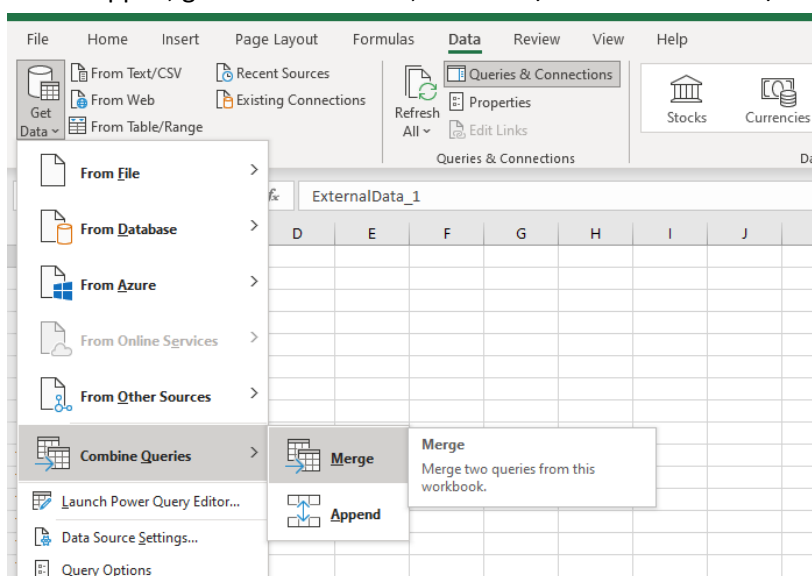 File Home Insert Page Layout Formulas Data Review View Help
From Text/CSV Recent Sources Queries & Connections
From Web Existing Connections Properties
Get Data From Table/Range Refresh All Edit Links Stocks Currencies
Queries & Connections
From File
fx ExternalData_1
From Database
D E F G H I J
From Azure
From Online Services
From Other Sources
Combine Queries Merge
Merge
Merge two queries from this
workbook.
Launch Power Query Editor...
Append
Data Source Settings...
Query Options